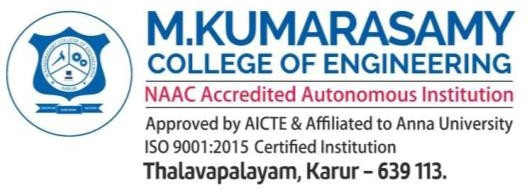 M.KUMARASAMY
COLLEGE OF ENGINEERING
NAAC Accredited Autonomous Institution
Approved by AICTE & Affiliated to Anna University
ISO 9001:2015 Certified Institution
Thalavapalayam, Karur – 639 113.